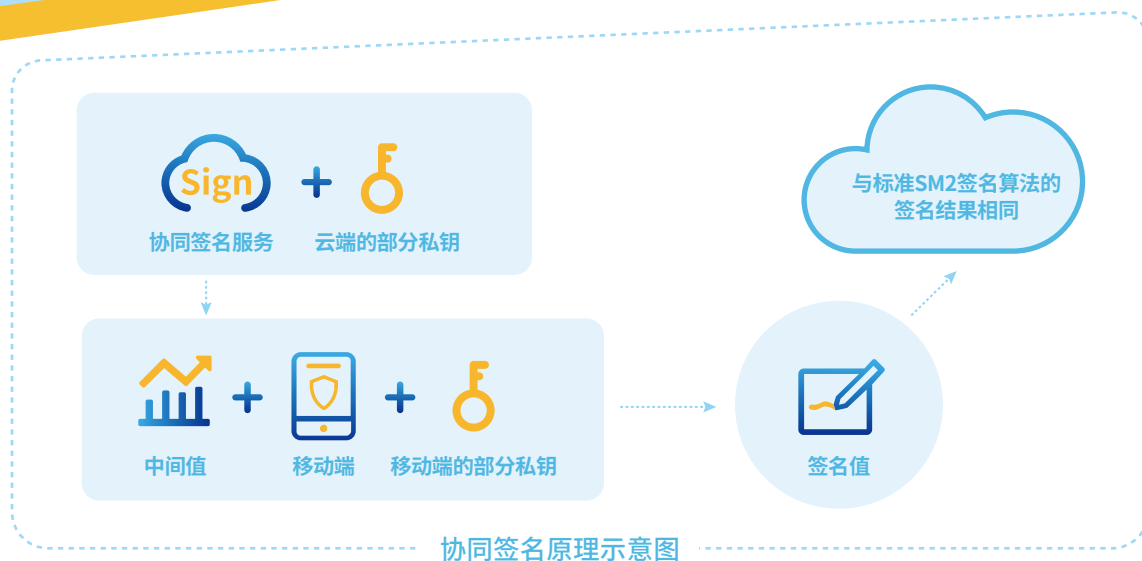 Sign
协同签名服务
云端的部分私钥
与标准SM2签名算法的
签名结果相同
中间值
移动端
移动端的部分私钥
签名值
协同签名原理示意图